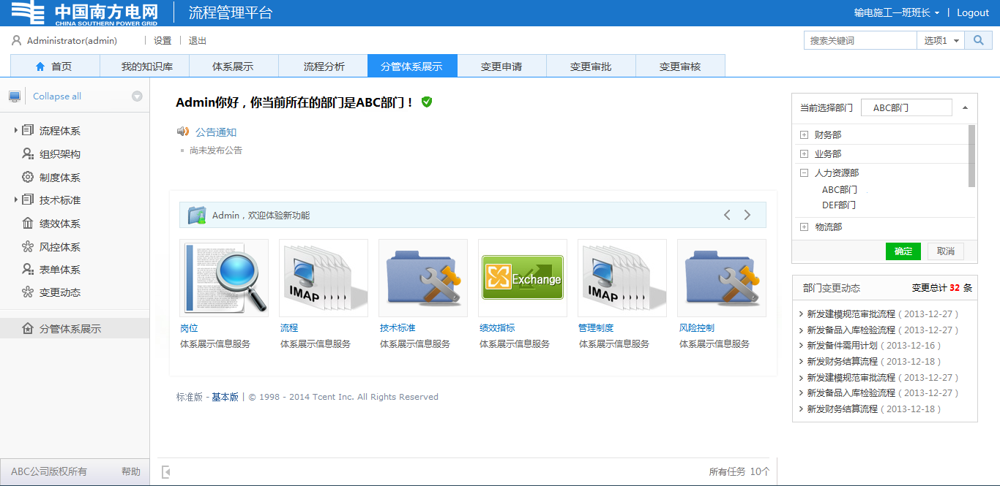 中国南方电网
CHINA SOUTHERN POWER GRID
流程管理平台
输电施工一班班长 | Logout
Administrator(admin) | 设置 | 退出
搜索关键词 选项1
首页 我的知识库 体系展示 流程分析 分管体系展示 变更申请 变更审批 变更审核
Collapse all
流程体系
组织架构
制度体系
技术标准
绩效体系
风控体系
表单体系
变更动态
分管体系展示
ABC公司版权所有 帮助
Admin你好，你当前所在的部门是ABC部门！
公告通知
尚未发布公告
Admin，欢迎体验新功能
IMAP
Exchange
IMAP
岗位 流程 技术标准 绩效指标 管理制度 风险控制
体系展示信息服务 体系展示信息服务 体系展示信息服务 体系展示信息服务 体系展示信息服务 体系展示信息服务
标准版 - 基本版 | © 1998 - 2014 Tcent Inc. All Rights Reserved
所有任务 10个
当前选择部门 ABC部门
财务部
业务部
人力资源部
ABC部门
DEF部门
物流部
确定 取消
部门变更动态 变更总计 32 条
新发建模规范审批流程 ( 2013-12-27 )
新发备品入库检验流程 ( 2013-12-27 )
新发备件需用计划 ( 2013-12-16 )
新发财务结算流程 ( 2013-12-18 )
新发建模规范审批流程 ( 2013-12-27 )
新发备品入库检验流程 ( 2013-12-27 )
新发财务结算流程 ( 2013-12-18 )